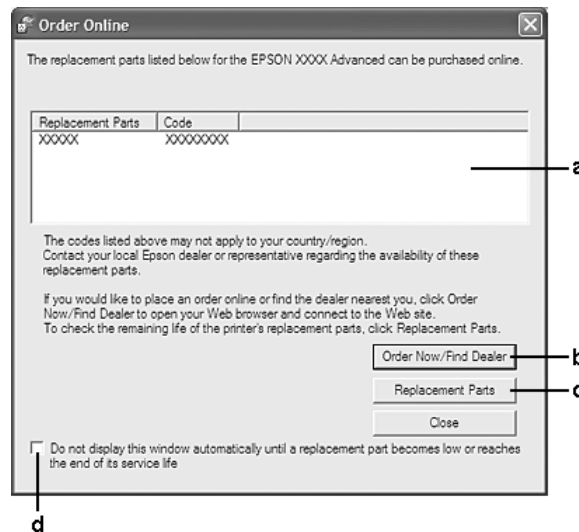 Order Online
The replacement parts listed below for the EPSON XXXX Advanced can be purchased online.
Replacement Parts Code
XXXXX XXXXXXXX
a
The codes listed above may not apply to your country/region.
Contact your local Epson dealer or representative regarding the availability of these
replacement parts.
If you would like to place an order online or find the dealer nearest you, click Order
Now/Find Dealer to open your Web browser and connect to the Web site.
To check the remaining life of the printer's replacement parts, click Replacement Parts.
Order Now/Find Dealer
b
Replacement Parts
c
Close
Do not display this window automatically until a replacement part becomes low or reaches
the end of its service life
d